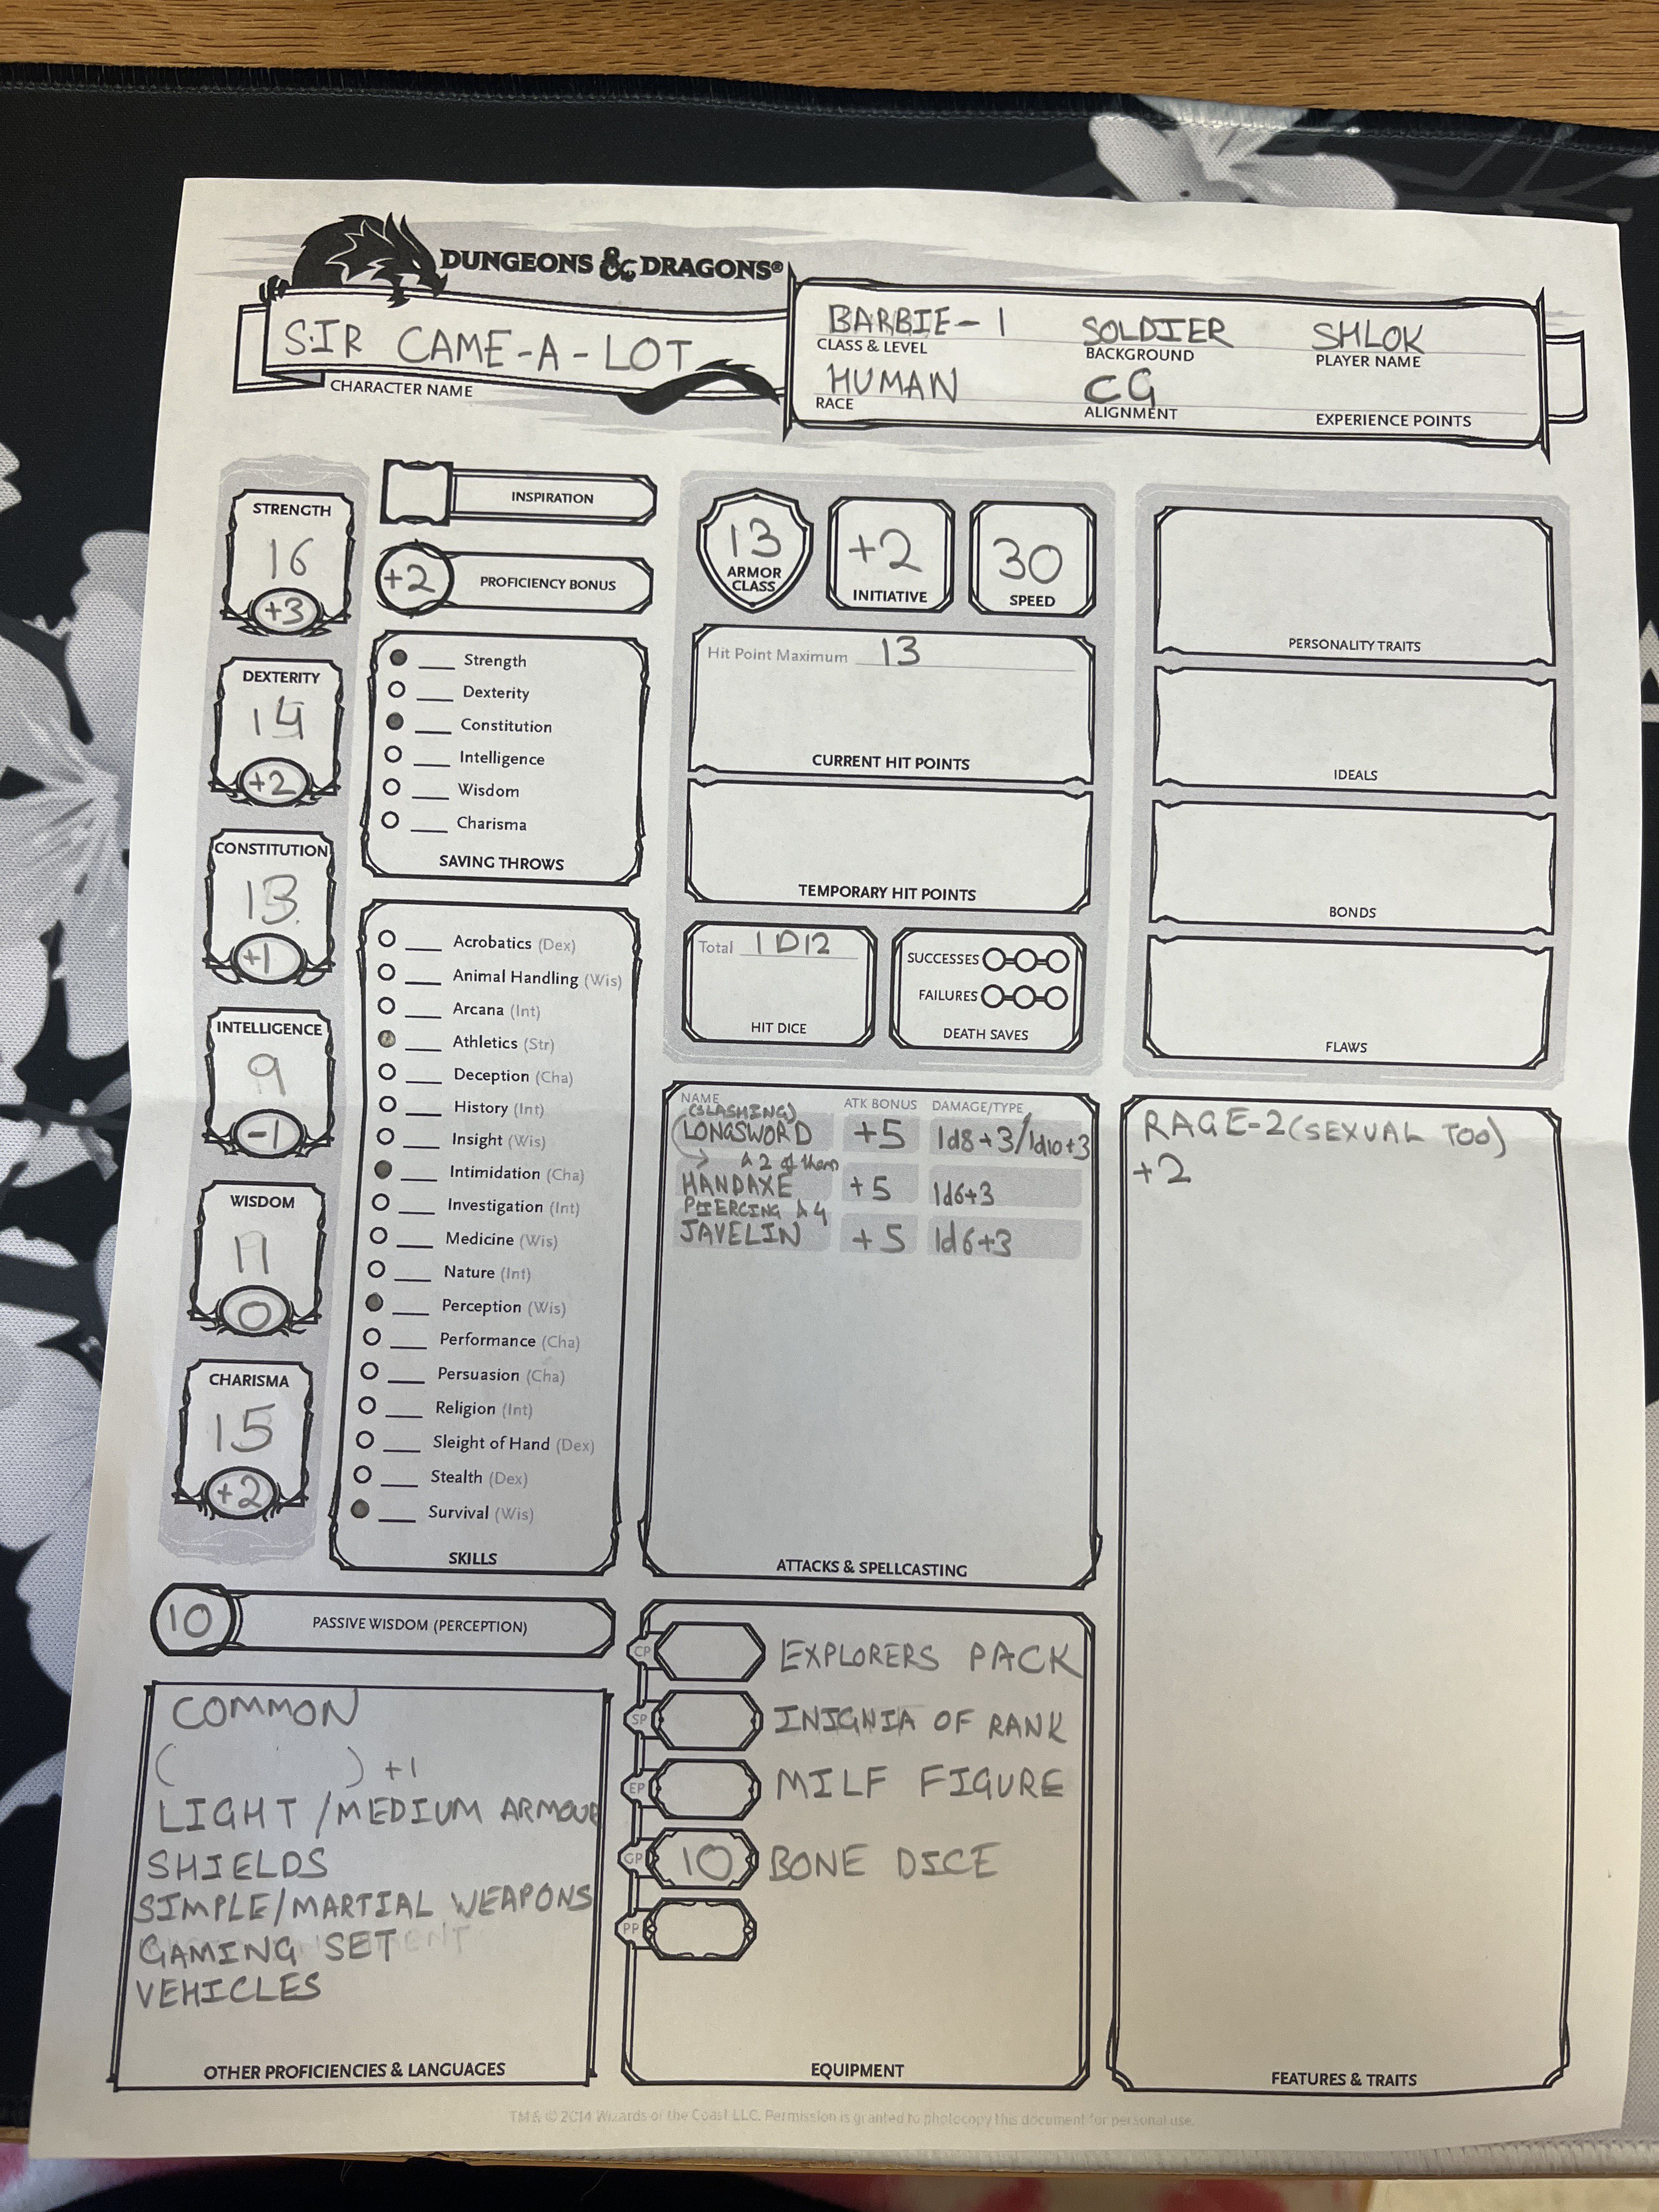 DUNGEONS & DRAGONS®
SIR CAME-A-LOT
CHARACTER NAME
BARBIE-1 SOLDIER SHLOK
CLASS & LEVEL BACKGROUND PLAYER NAME
HUMAN CG
RACE ALIGNMENT EXPERIENCE POINTS
STRENGTH
16
+3
DEXTERITY
14
+2
CONSTITUTION
13
+1
INTELLIGENCE
9
-1
WISDOM
11
0
CHARISMA
15
+2
INSPIRATION
+2 PROFICIENCY BONUS
Strength
Dexterity
Constitution
Intelligence
Wisdom
Charisma
SAVING THROWS
Acrobatics (Dex)
Animal Handling (Wis)
Arcana (Int)
Athletics (Str)
Deception (Cha)
History (Int)
Insight (Wis)
Intimidation (Cha)
Investigation (Int)
Medicine (Wis)
Nature (Int)
Perception (Wis)
Performance (Cha)
Persuasion (Cha)
Religion (Int)
Sleight of Hand (Dex)
Stealth (Dex)
Survival (Wis)
SKILLS
10 PASSIVE WISDOM (PERCEPTION)
COMMON
( ) +1
LIGHT/MEDIUM ARMOUR
SHIELDS
SIMPLE/MARTIAL WEAPONS
GAMING SET
VEHICLES
OTHER PROFICIENCIES & LANGUAGES
13
ARMOR
CLASS
+2
INITIATIVE
30
SPEED
Hit Point Maximum 13
CURRENT HIT POINTS
TEMPORARY HIT POINTS
Total 1D12
HIT DICE
SUCCESSES
FAILURES
DEATH SAVES
NAME ATK BONUS DAMAGE/TYPE
(SLASHING)
LONGSWORD +5 1d8+3/1d10+3
2 of them
HANDAXE +5 1d6+3
PIERCING 4
JAVELIN +5 1d6+3
ATTACKS & SPELLCASTING
CP EXPLORERS PACK
SP INIGNIA OF RANK
EP MILF FIGURE
GP 10 BONE DICE
PP
EQUIPMENT
PERSONALITY TRAITS
IDEALS
BONDS
FLAWS
RAGE-2 (SEXUAL TOO)
+2
FEATURES & TRAITS
TM & © 2014 Wizards of the Coast LLC. Permission is granted to photocopy this document for personal use.